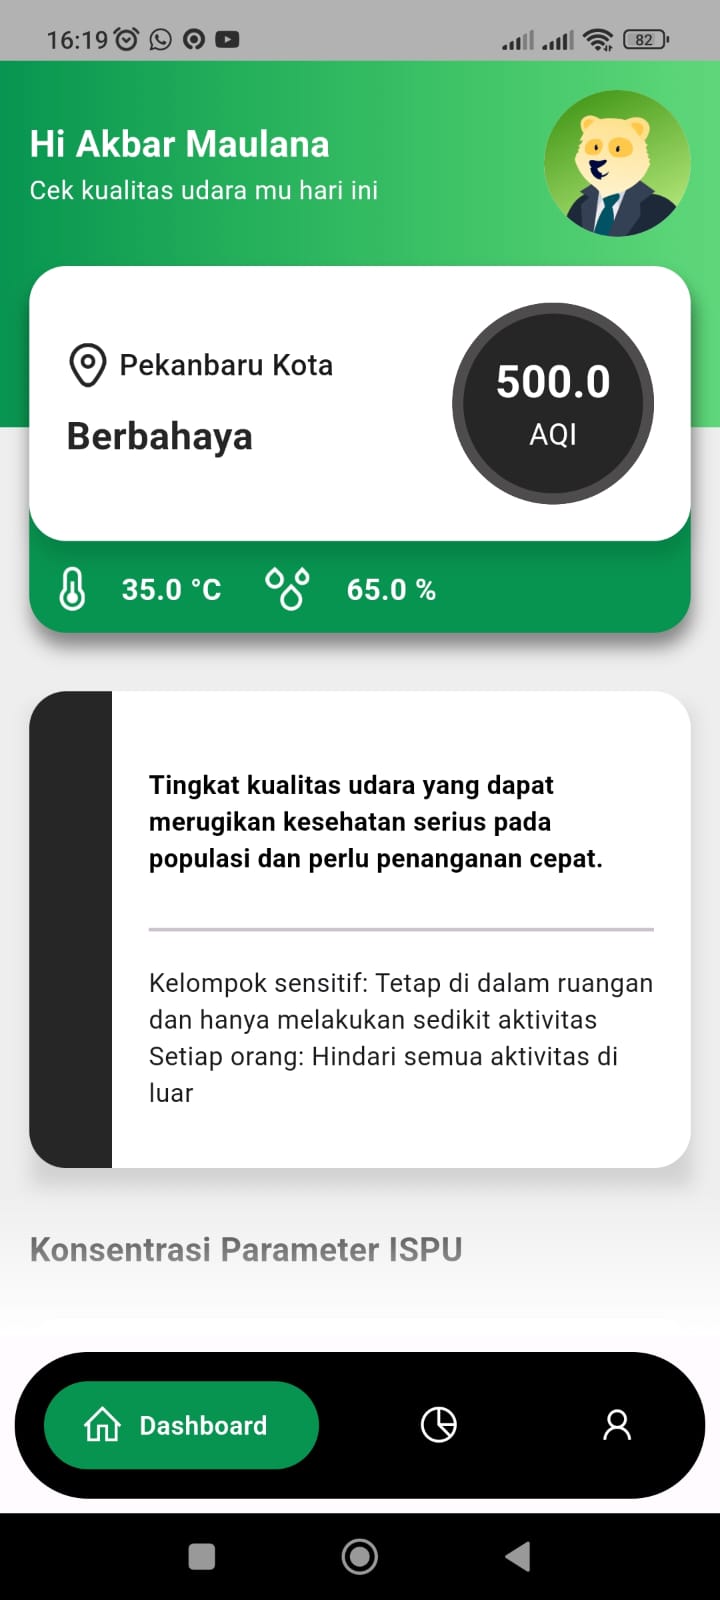 16:19
82
Hi Akbar Maulana
Cek kualitas udara mu hari ini
Pekanbaru Kota
Berbahaya
500.0
AQI
35.0 °C
65.0 %
Tingkat kualitas udara yang dapat
merugikan kesehatan serius pada
populasi dan perlu penanganan cepat.
Kelompok sensitif: Tetap di dalam ruangan
dan hanya melakukan sedikit aktivitas
Setiap orang: Hindari semua aktivitas di
luar
Konsentrasi Parameter ISPU
Dashboard